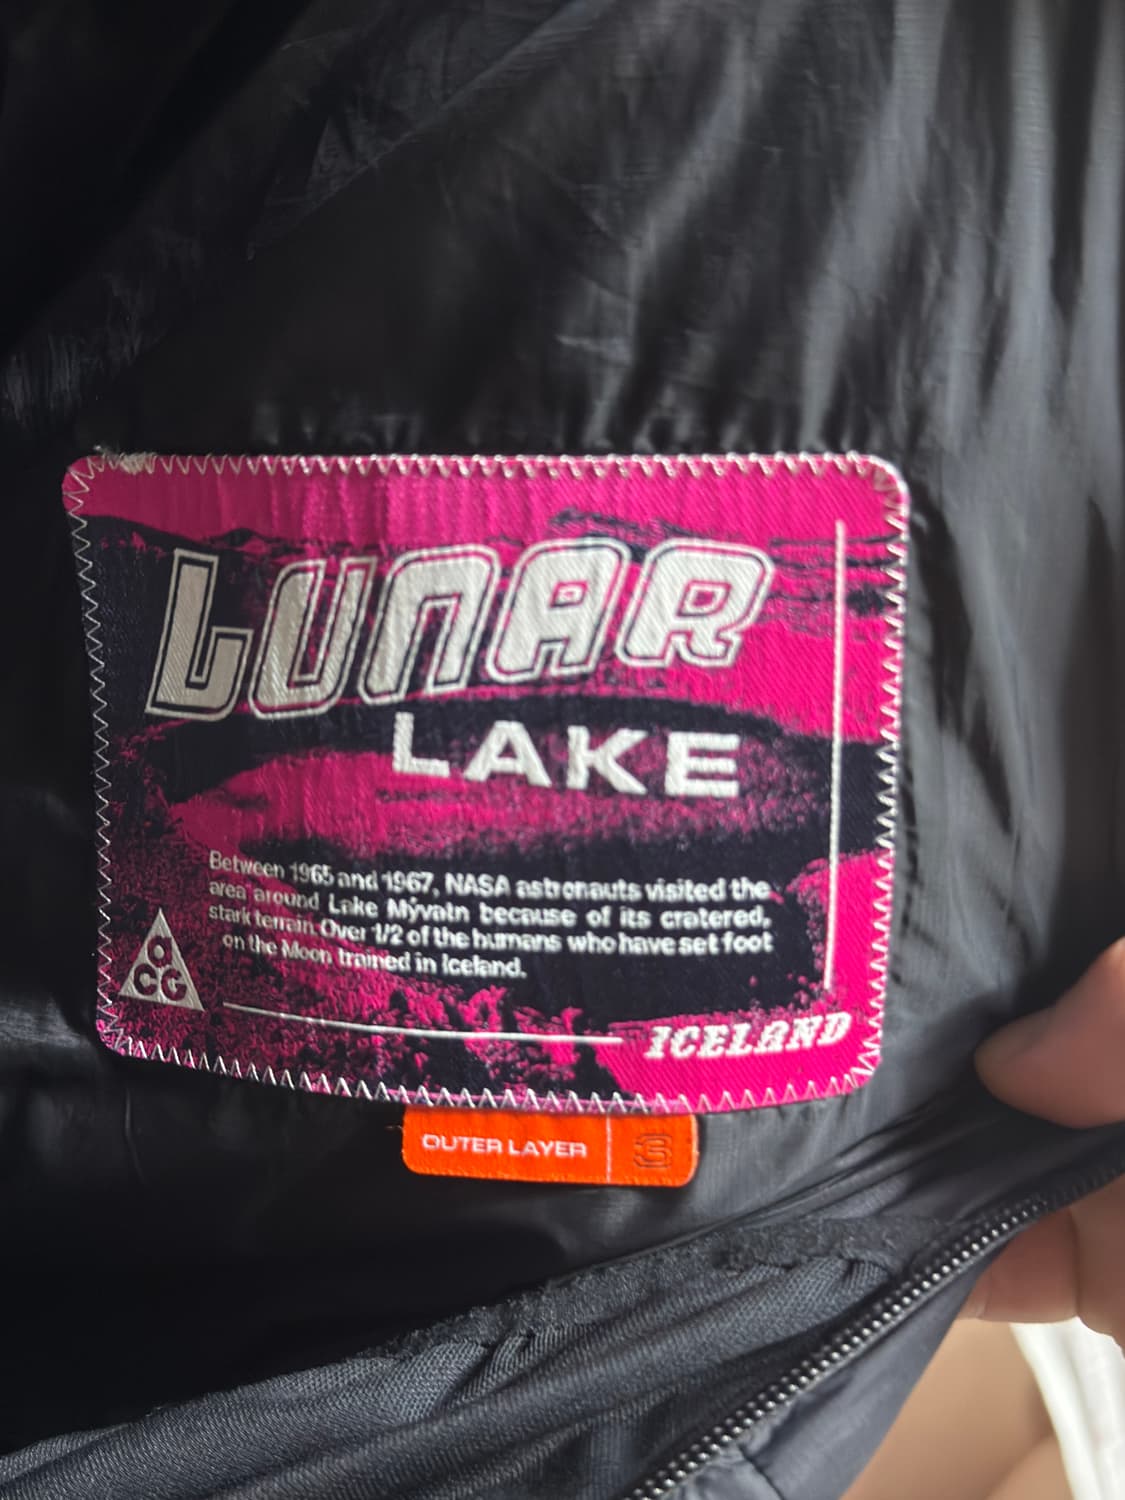 LUNAR
LAKE
Between 1965 and 1967, NASA astronauts visited the
area around Lake Mývatn because of its cratered,
stark terrain. Over 1/2 of the humans who have set foot
on the Moon trained in Iceland.
ACG
ICELAND
OUTER LAYER 3